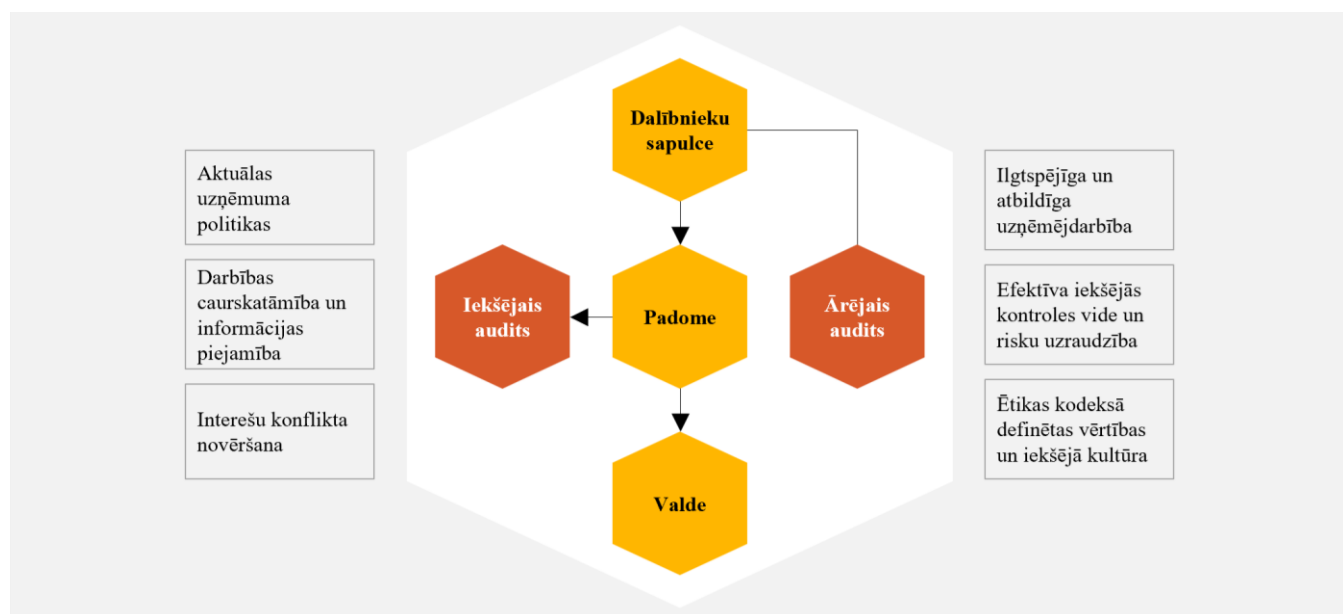 Dalībnieku
sapulce
Aktuālas
uzņēmuma
politikas
Darbības
caurskatāmība un
informācijas
piejamība
Interešu konflikta
novēršana
Iekšējais
audits
Padome
Ārējais
audits
Valde
Ilgtspējīga un
atbildīga
uzņēmējdarbība
Efektīva iekšējās
kontroles vide un
risku uzraudzība
Ētikas kodeksā
definētas vērtības
un iekšējā kultūra